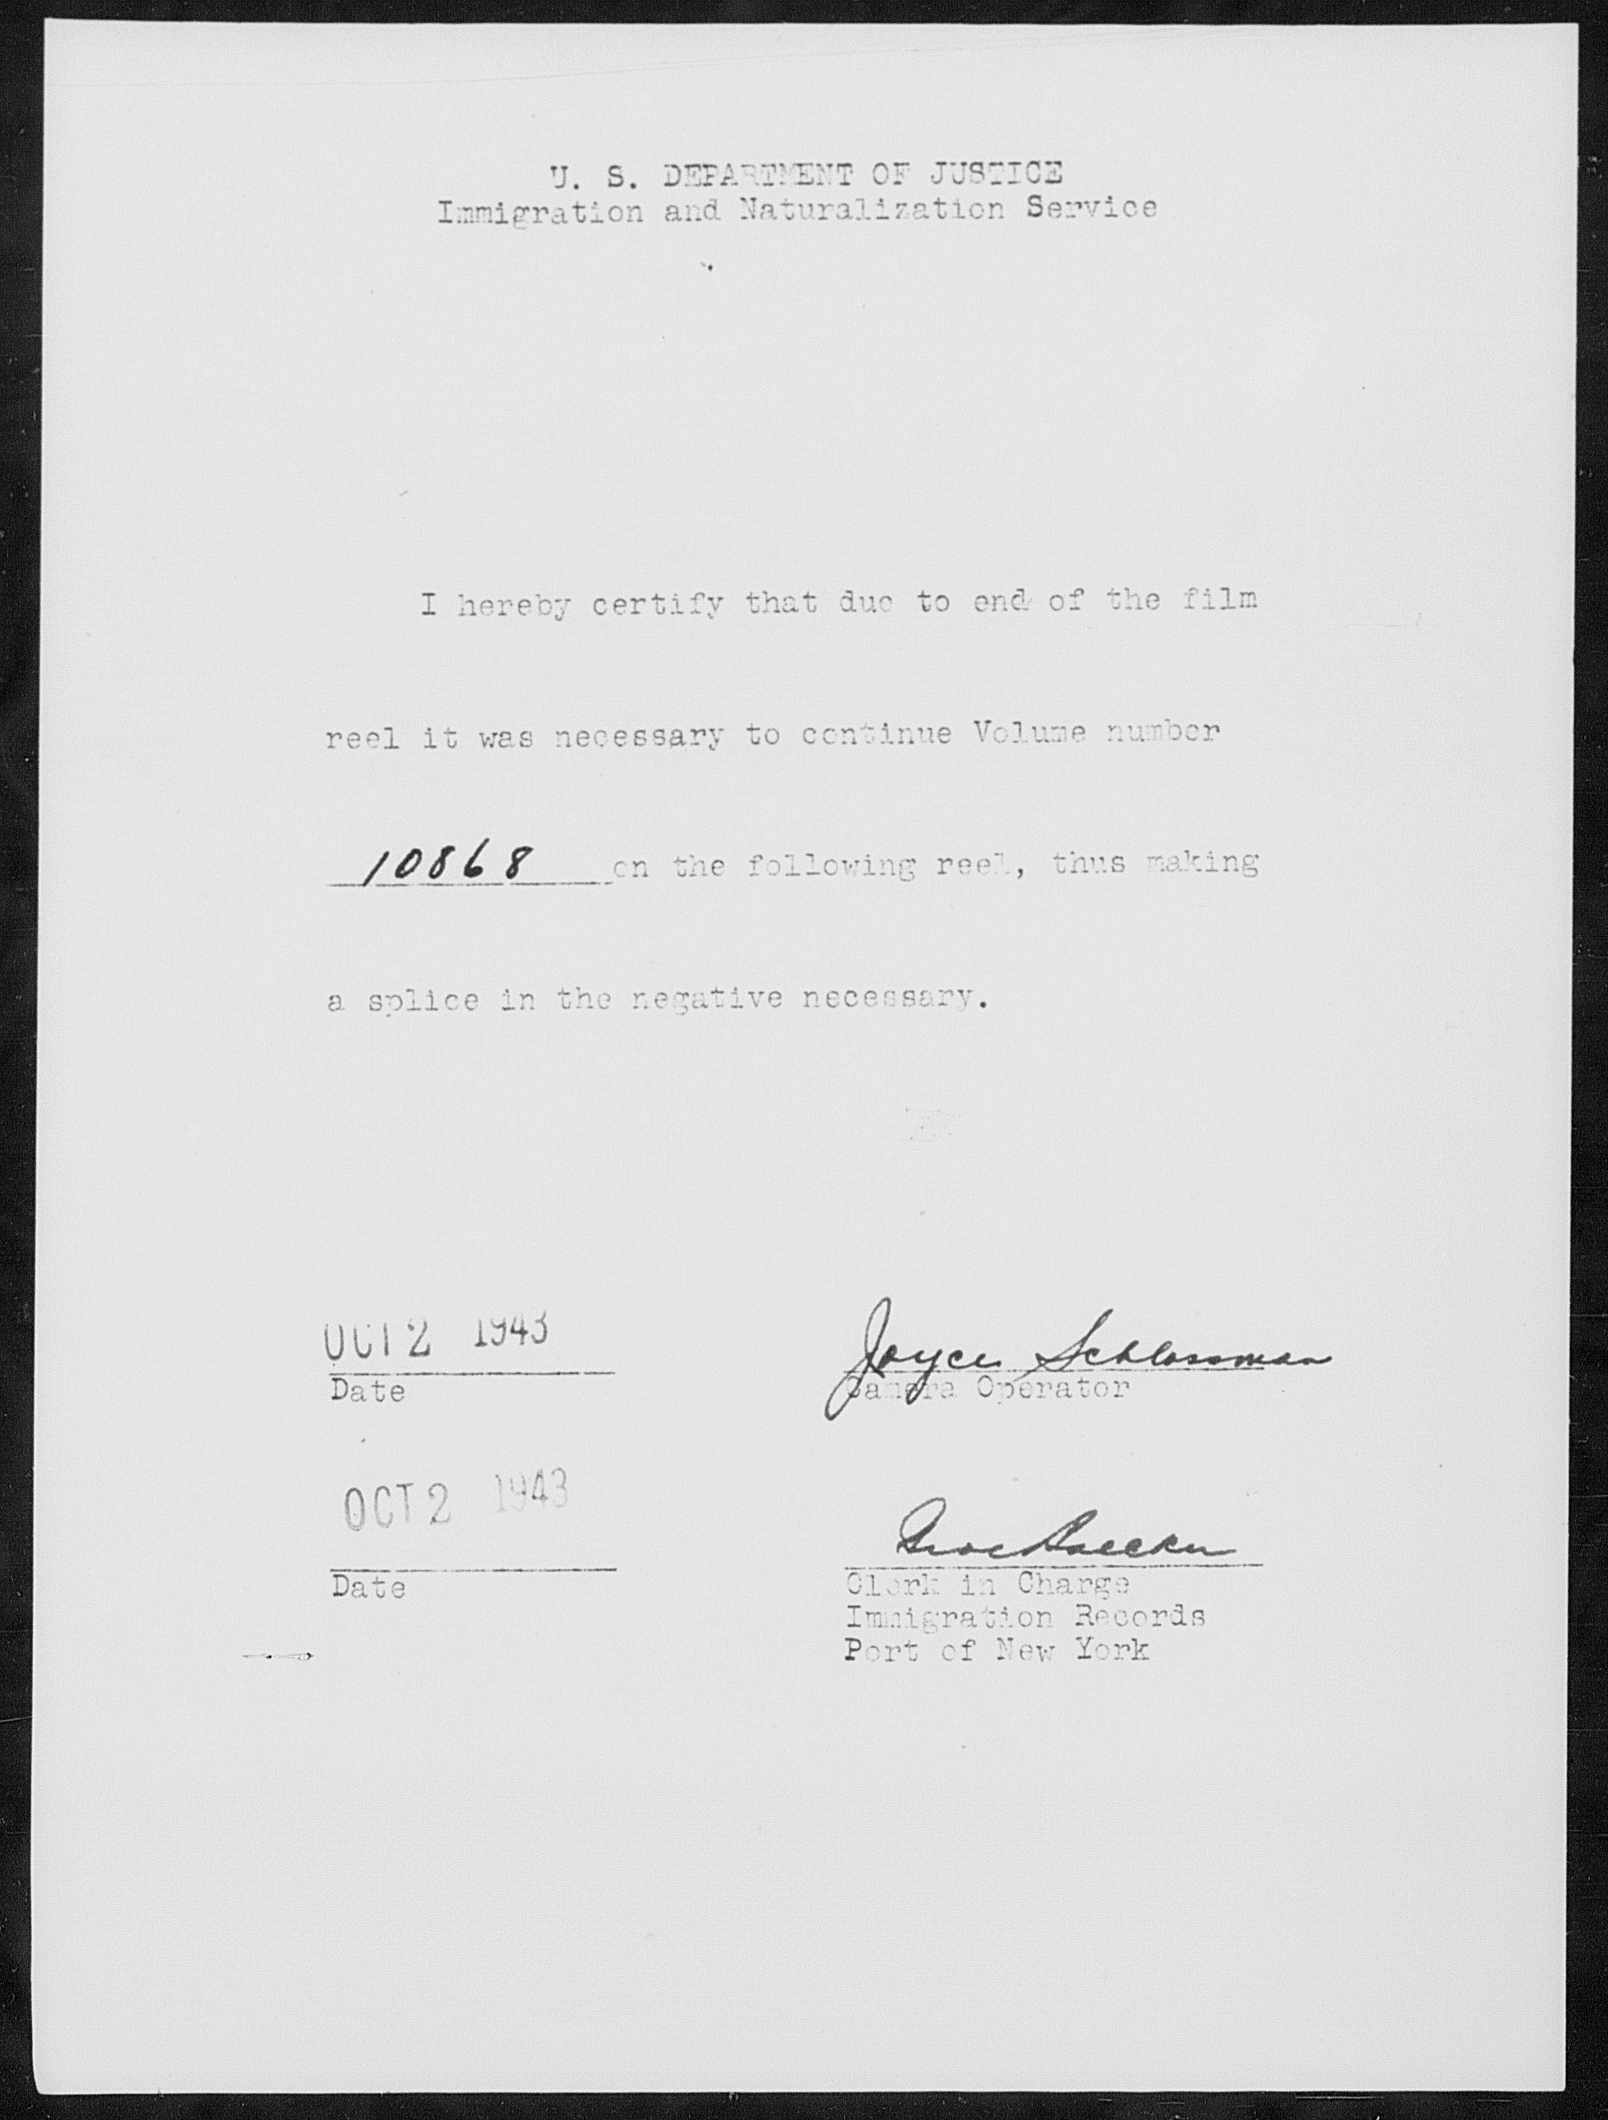 U. S. DEPARTMENT OF JUSTICE
Immigration and Naturalization Service
I hereby certify that due to end of the film
reel it was necessary to continue Volume number
10868 on the following reel, thus making
a splice in the negative necessary.
OCT 2 1943
Joyce Schlossman
Date
Camera Operator
OCT 2 1943
Date
Clerk in Charge
Immigration Records
Port of New York